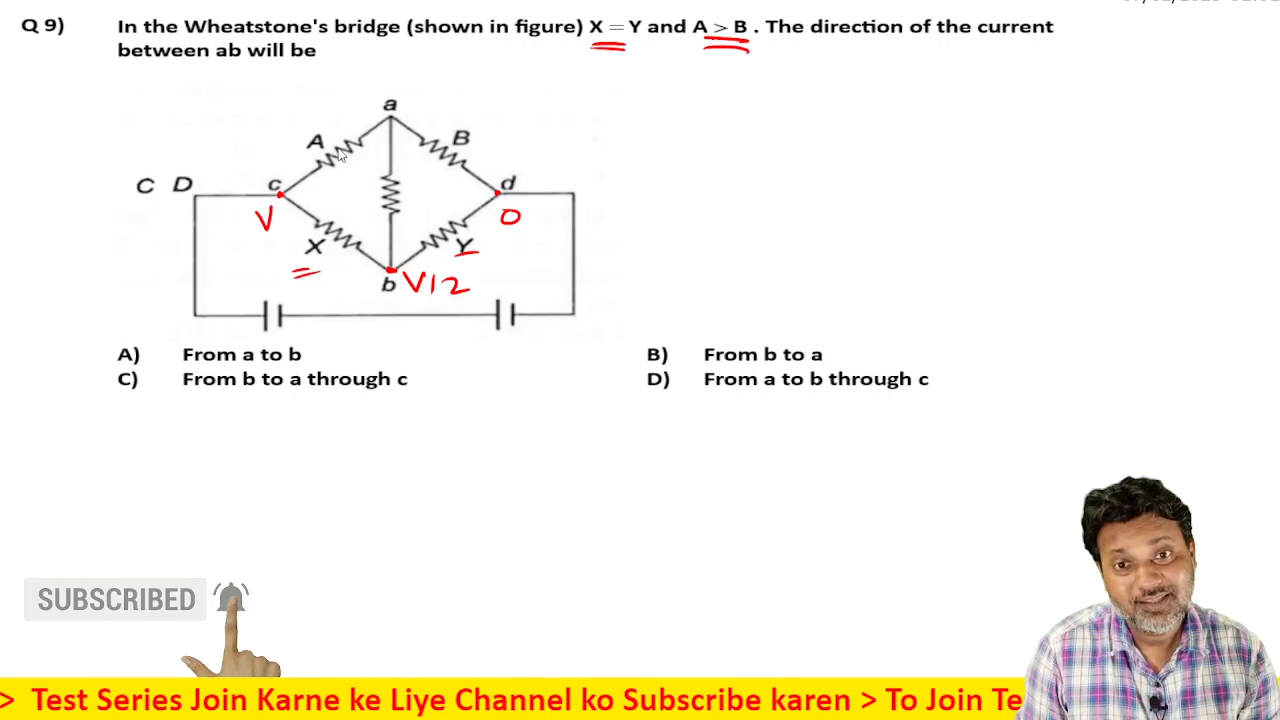 Q 9) In the Wheatstone's bridge (shown in figure) X = Y and A > B . The direction of the current
between ab will be
a
A
B
C D
c
d
V
O
X
Y
b
V/2
A) From a to b
B) From b to a
C) From b to a through c
D) From a to b through c
SUBSCRIBED
> Test Series Join Karne ke Liye Channel ko Subscribe karen > To Join Te